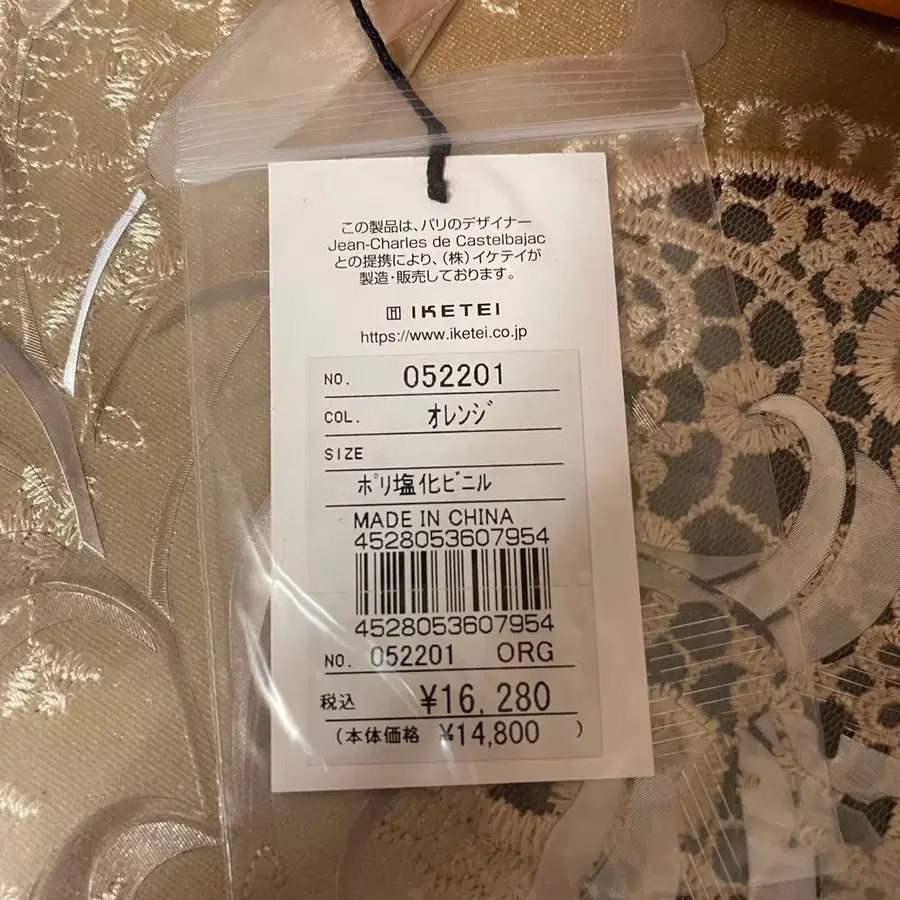 この製品は、パリのデザイナー
Jean-Charles de Castelbajac
との提携により、(株)イケテイが
製造・販売しております。
IKETEI
https://www.iketei.co.jp
NO. 052201
COL. オレンジ
SIZE
ポリ塩化ビニル
MADE IN CHINA
4528053607954
4528053607954
NO. 052201 ORG
税込 ¥16,280
(本体価格 ¥14,800 )